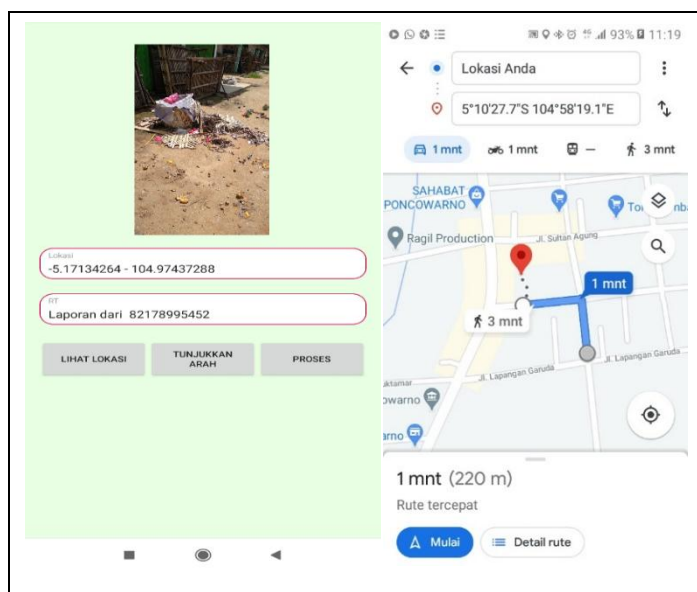 Lokasi
-5.17134264 - 104.97437288
RT
Laporan dari 82178995452
LIHAT LOKASI
TUNJUKKAN
ARAH
PROSES
93% 11:19
Lokasi Anda
5°10'27.7"S 104°58'19.1"E
1 mnt
1 mnt
–
3 mnt
SAHABAT
PONCOWARNO
Ragil Production
Jl. Sultan Agung
1 mnt
3 mnt
Jl. Lapangan Garuda
Jl. Lapangan Garuda
owarno
1 mnt (220 m)
Rute tercepat
Mulai
Detail rute